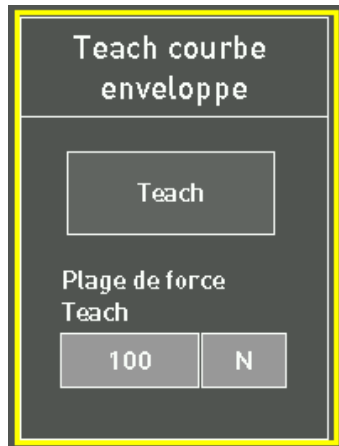 Teach courbe
enveloppe
Teach
Plage de force
Teach
100 N